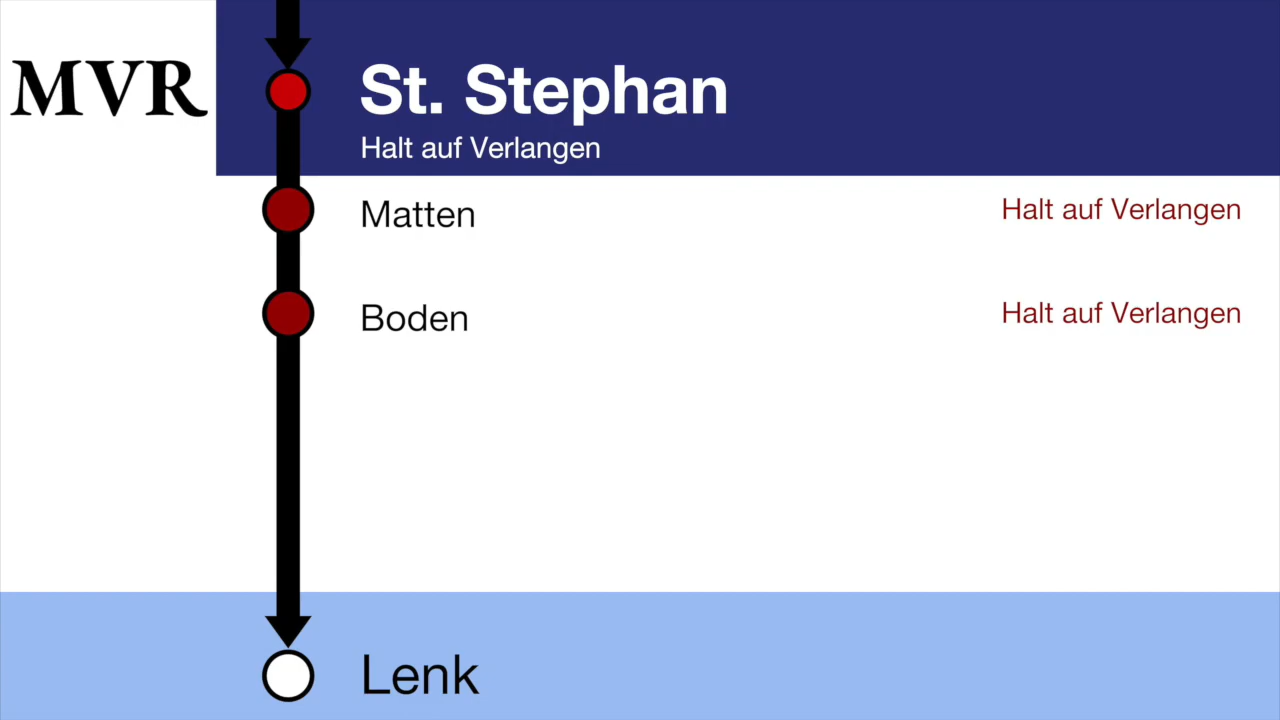 MVR
St. Stephan
Halt auf Verlangen
Matten
Halt auf Verlangen
Boden
Halt auf Verlangen
Lenk